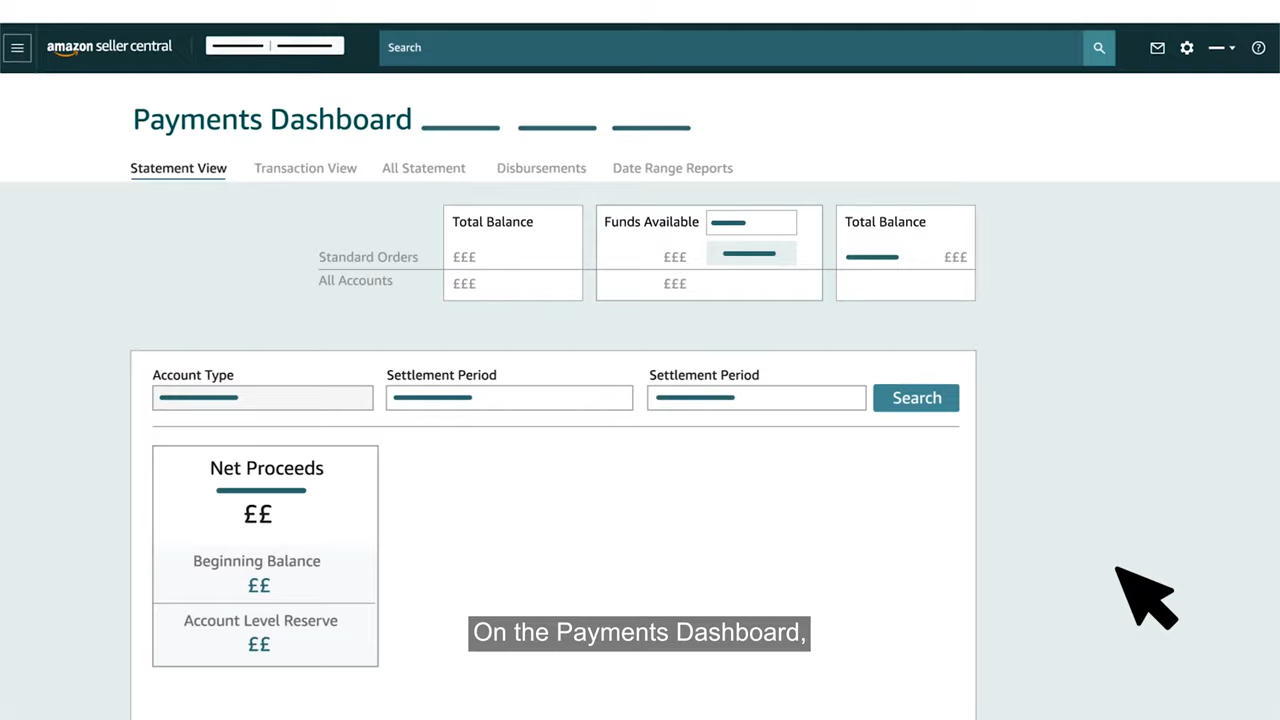 amazon seller central
Search
Payments Dashboard
Statement View Transaction View All Statement Disbursements Date Range Reports
Total Balance Funds Available Total Balance
Standard Orders £££ £££ £££
All Accounts £££ £££
Account Type Settlement Period Settlement Period
Search
Net Proceeds
££
Beginning Balance
££
Account Level Reserve
££
On the Payments Dashboard,